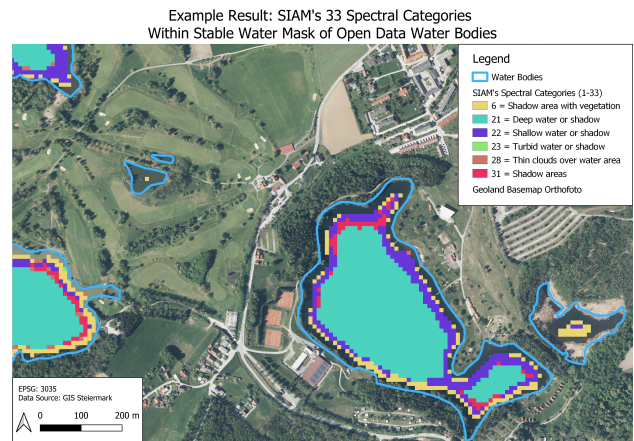 Example Result: SIAM's 33 Spectral Categories
Within Stable Water Mask of Open Data Water Bodies
Legend
Water Bodies
SIAM's Spectral Categories (1-33)
6 = Shadow area with vegetation
21 = Deep water or shadow
22 = Shallow water or shadow
23 = Turbid water or shadow
28 = Thin clouds over water area
31 = Shadow areas
Geoland Basemap Orthofoto
EPSG: 3035
Data Source: GIS Steiermark
0 100 200 m